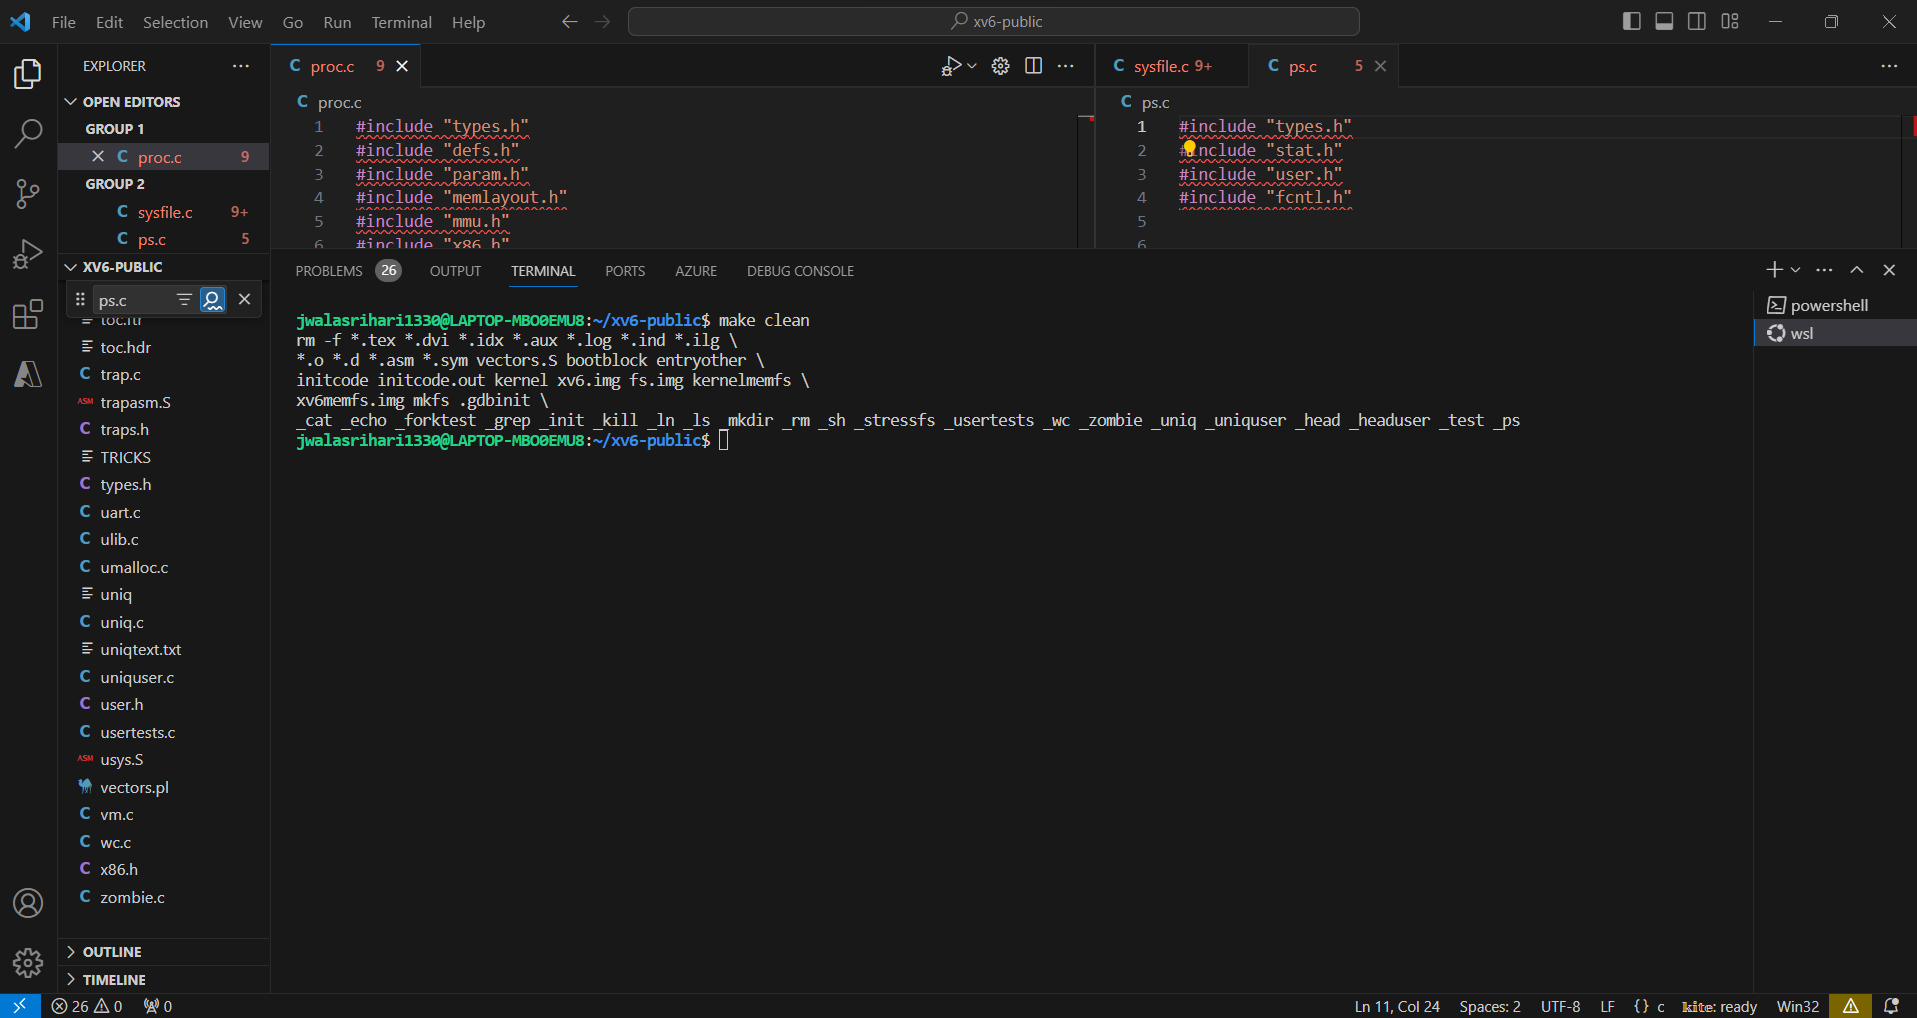 File Edit Selection View Go Run Terminal Help
xv6-public
EXPLORER
OPEN EDITORS
GROUP 1
proc.c 9
GROUP 2
sysfile.c 9+
ps.c 5
XV6-PUBLIC
ps.c
toc.ftr
toc.hdr
trap.c
ASM trapasm.S
traps.h
TRICKS
types.h
uart.c
ulib.c
umalloc.c
uniq
uniq.c
uniqtext.txt
uniquser.c
user.h
usertests.c
ASM usys.S
vectors.pl
vm.c
wc.c
x86.h
zombie.c
OUTLINE
TIMELINE
C proc.c 9
C proc.c
1 #include "types.h"
2 #include "defs.h"
3 #include "param.h"
4 #include "memlayout.h"
5 #include "mmu.h"
6 #include "x86.h"
C sysfile.c 9+ C ps.c 5
C ps.c
1 #include "types.h"
2 #include "stat.h"
3 #include "user.h"
4 #include "fcntl.h"
5
6
PROBLEMS 26 OUTPUT TERMINAL PORTS AZURE DEBUG CONSOLE
jwalasrihari1330@LAPTOP-MBO0EMU8:~/xv6-public$ make clean
rm -f *.tex *.dvi *.idx *.aux *.log *.ind *.ilg \
*.o *.d *.asm *.sym vectors.S bootblock entryother \
initcode initcode.out kernel xv6.img fs.img kernelmemfs \
xv6memfs.img mkfs .gdbinit \
_cat _echo _forktest _grep _init _kill _ln _ls _mkdir _rm _sh _stressfs _usertests _wc _zombie _uniq _uniquser _head _headuser _test _ps
jwalasrihari1330@LAPTOP-MBO0EMU8:~/xv6-public$
powershell
wsl
26 0 0
Ln 11, Col 24 Spaces: 2 UTF-8 LF {} c kite: ready Win32